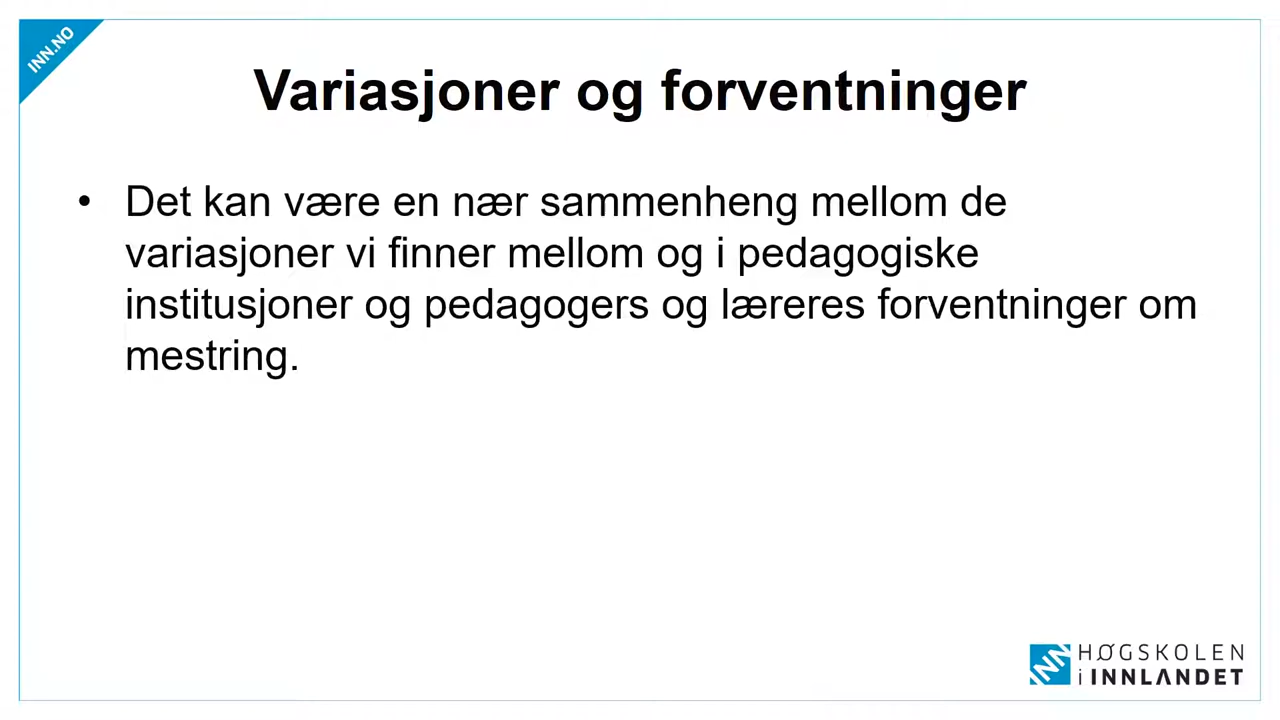 INN.NO
Variasjoner og forventninger
• Det kan være en nær sammenheng mellom de
variasjoner vi finner mellom og i pedagogiske
institusjoner og pedagogers og læreres forventninger om
mestring.
INN HØGSKOLEN
i INNLANDET